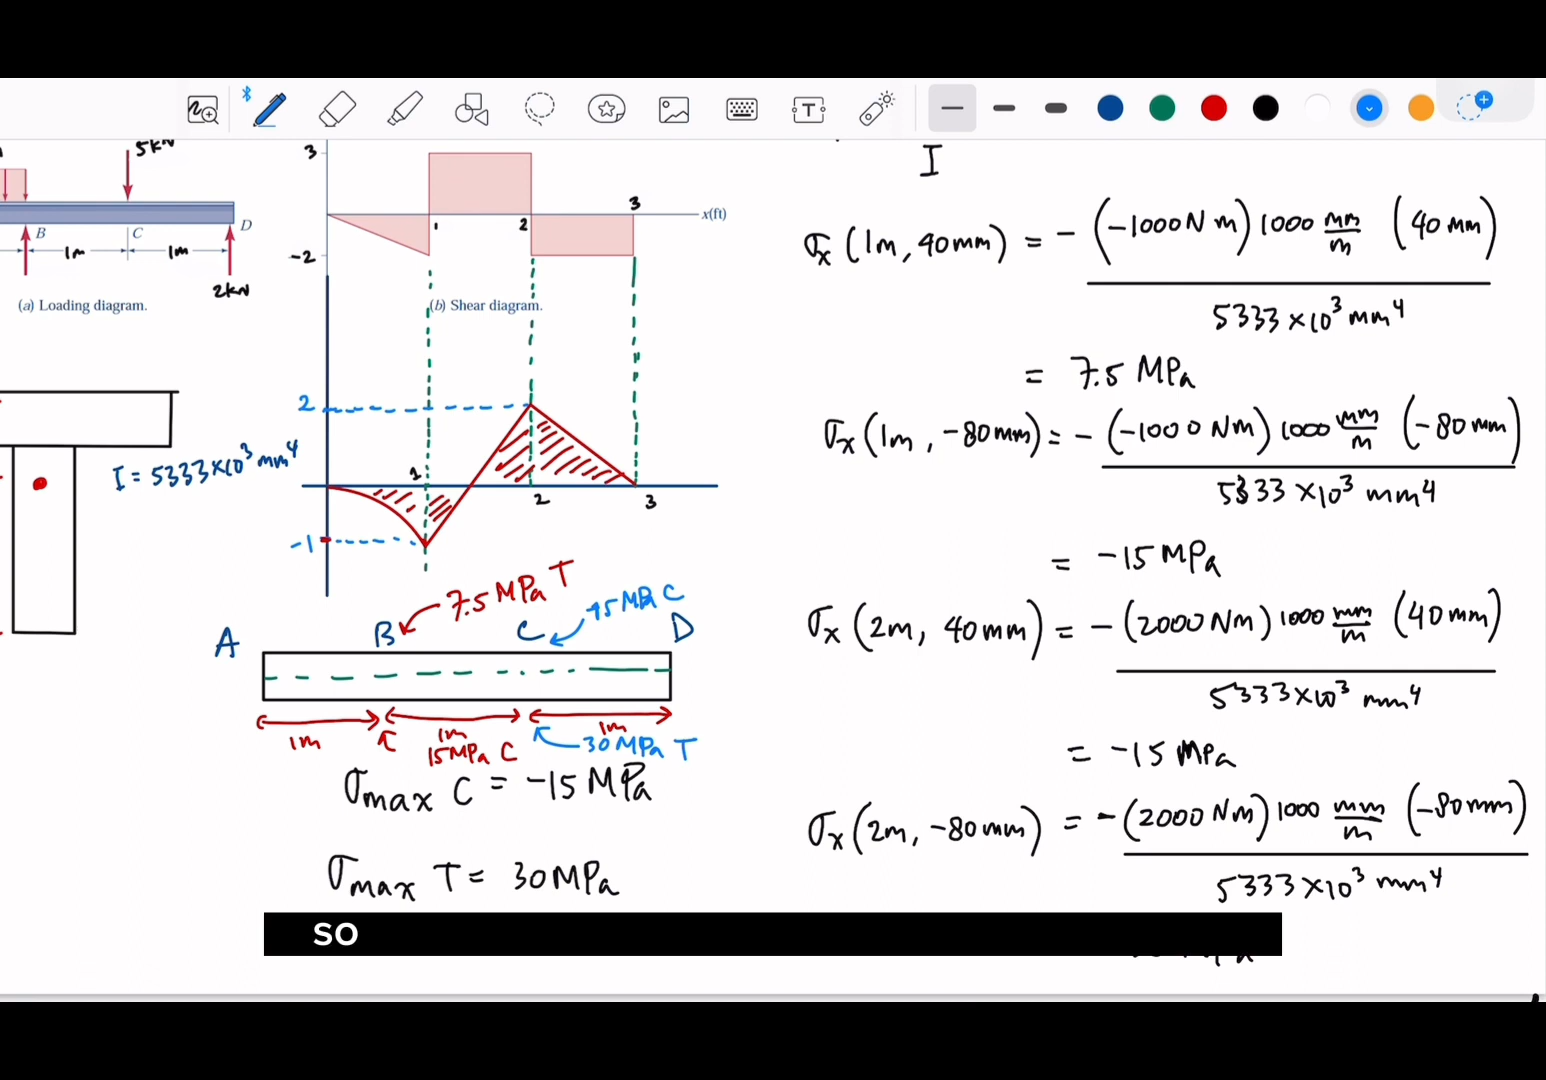 5kN
B
C
D
1m
1m
2kN
(a) Loading diagram.
3
-2
1
2
3
x(ft)
(b) Shear diagram.
I = 5333×10³ mm⁴
2
1
-1
2
3
7.5 MPa T
15 MPa C
A
B
C
D
1m
1m
1m
15MPa C
30 MPa T
σmax C = -15 MPa
σmax T = 30 MPa
I
σx (1m, 40mm) = - (-1000 N m) 1000 mm/m (40 mm)
5333 ×10³ mm⁴
= 7.5 MPa
σx (1m, -80mm) = - (-1000 Nm) 1000 mm/m (-80 mm)
5333 ×10³ mm⁴
= -15 MPa
σx (2m, 40mm) = - (2000 Nm) 1000 mm/m (40 mm)
5333×10³ mm⁴
= -15 MPa
σx (2m, -80mm) = - (2000 Nm) 1000 mm/m (-80mm)
5333×10³ mm⁴
SO